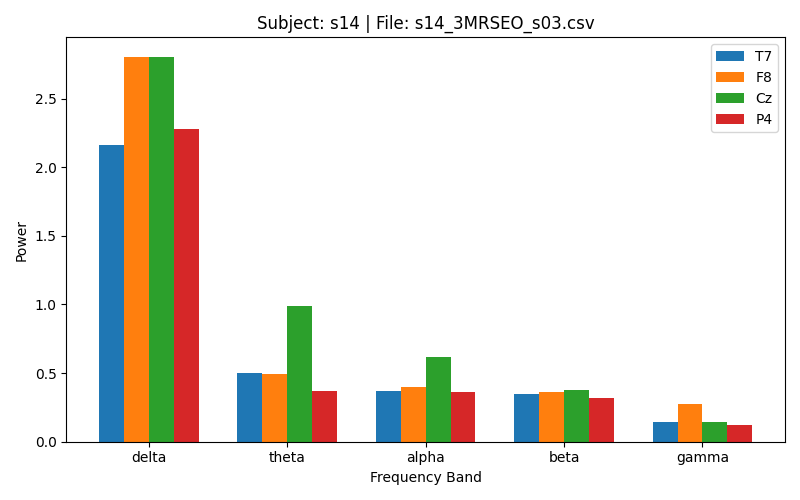 Subject: s14 | File: s14_3MRSEO_s03.csv
T7
F8
Cz
P4
Power
2.5
2.0
1.5
1.0
0.5
0.0
delta theta alpha beta gamma
Frequency Band